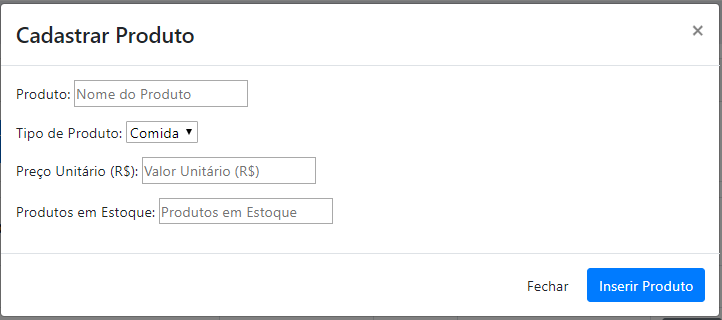 Cadastrar Produto ×
Produto: Nome do Produto
Tipo de Produto: Comida
Preço Unitário (R$): Valor Unitário (R$)
Produtos em Estoque: Produtos em Estoque
Fechar Inserir Produto